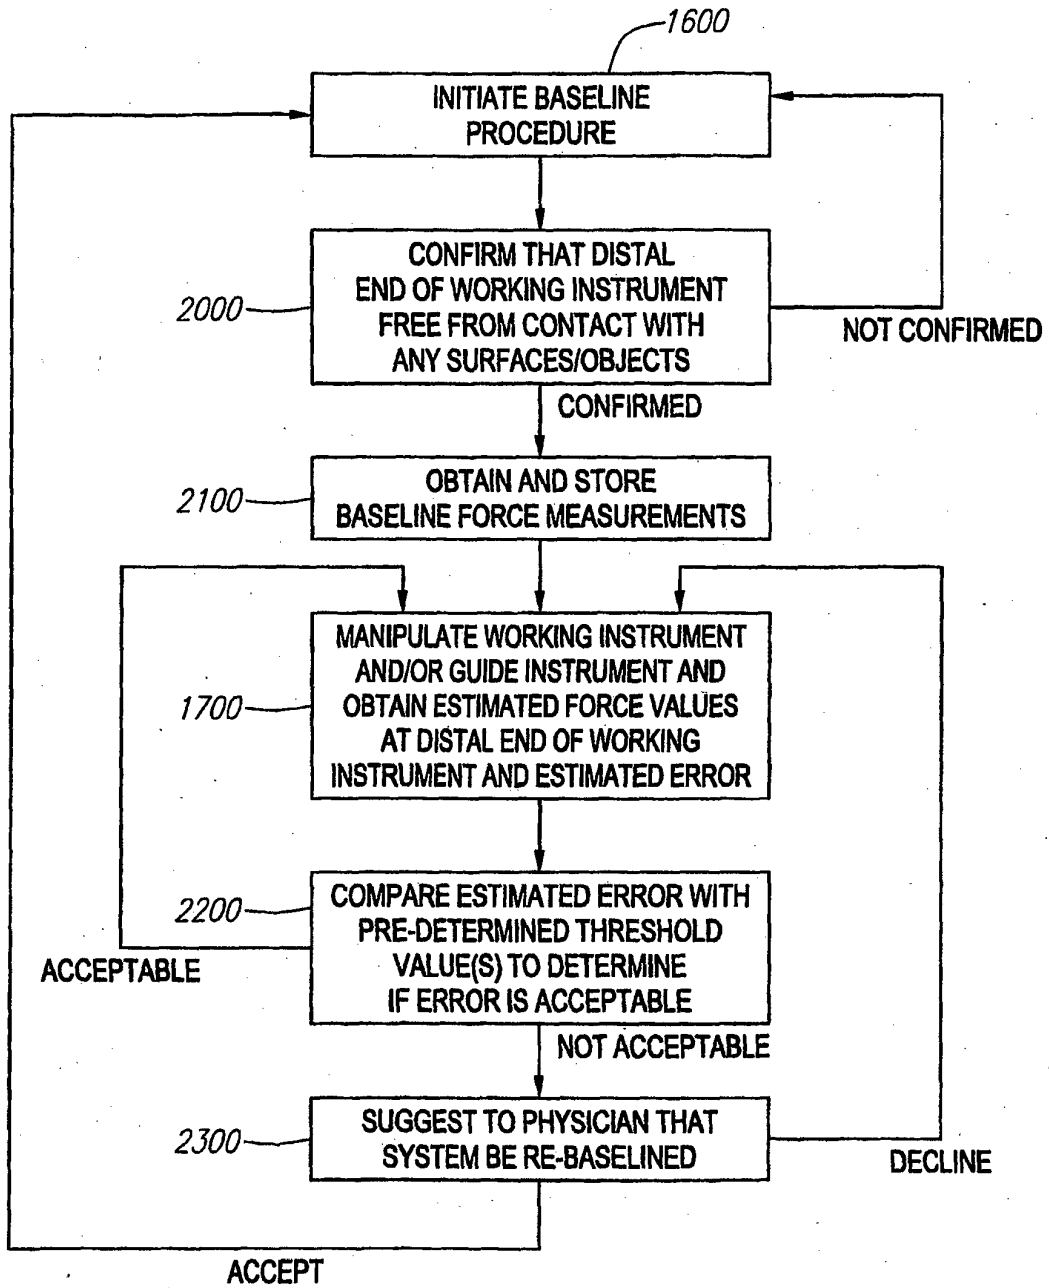 1600
INITIATE BASELINE
PROCEDURE
2000
CONFIRM THAT DISTAL
END OF WORKING INSTRUMENT
FREE FROM CONTACT WITH
ANY SURFACES/OBJECTS
NOT CONFIRMED
CONFIRMED
2100
OBTAIN AND STORE
BASELINE FORCE MEASUREMENTS
1700
MANIPULATE WORKING INSTRUMENT
AND/OR GUIDE INSTRUMENT AND
OBTAIN ESTIMATED FORCE VALUES
AT DISTAL END OF WORKING
INSTRUMENT AND ESTIMATED ERROR
2200
COMPARE ESTIMATED ERROR WITH
PRE-DETERMINED THRESHOLD
VALUE(S) TO DETERMINE
IF ERROR IS ACCEPTABLE
ACCEPTABLE
NOT ACCEPTABLE
2300
SUGGEST TO PHYSICIAN THAT
SYSTEM BE RE-BASELINED
DECLINE
ACCEPT